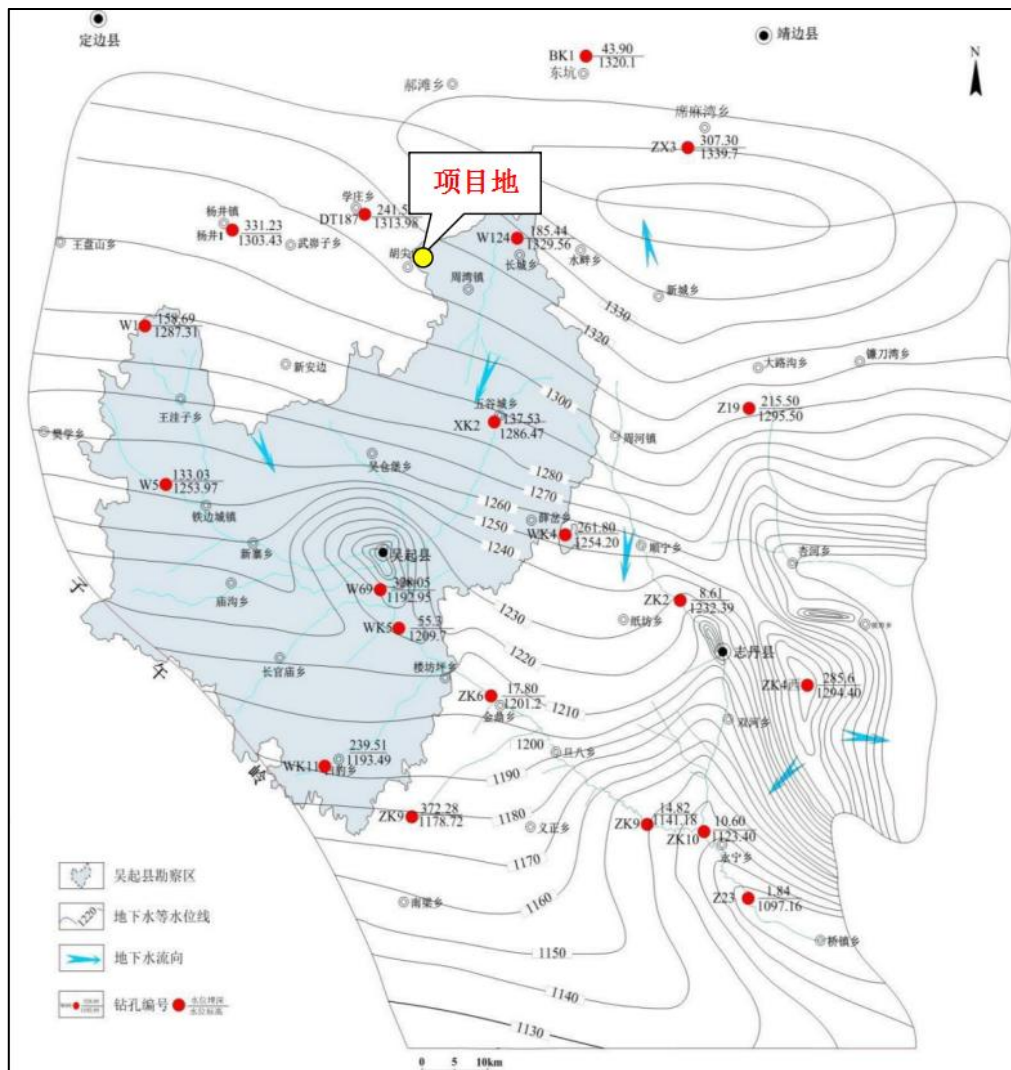 定边县
靖边县
BK1 43.90
1320.1
东坑
N
郝滩乡
席麻湾乡
ZX3 307.30
1339.7
项目地
学庄乡
DT187 241.5
1313.98
杨井镇
杨井1 331.23
1303.43
武峁子乡
王盘山乡
胡尖
W124 185.44
1329.56
长城乡
水畔乡
周湾镇
新城乡
1330
1320
W1 158.69
1287.31
新安边
大路沟乡
镰刀湾乡
王洼子乡
1300
Z19 215.50
1295.50
五谷城乡
XK2 137.53
1286.47
樊学乡
周河镇
吴仓堡乡
1280
1270
W5 133.03
1253.97
铁边城镇
1260
1250
1240
薛岔乡
WK4 261.80
1254.20
顺宁乡
杏河乡
新寨乡
吴起县
庙沟乡
W69
1192.95
ZK2 8.61
1232.39
1230
纸坊乡
WK5 55.3
1209.7
1220
志丹县
长官庙乡
楼坊坪乡
ZK4西 285.6
1294.40
ZK6 17.80
1201.2
金鼎乡
1210
双河乡
1200
旦八乡
WK11 239.51
1193.49
白豹乡
1190
ZK9 372.28
1178.72
1180
义正乡
ZK9 14.82
1141.18
ZK10 10.60
1123.40
永宁乡
1170
1160
南梁乡
Z23 1.84
1097.16
桥镇乡
1150
1140
1130
子
午
岭
吴起县勘察区
1220 地下水等水位线
地下水流向
钻孔编号 水位埋深
水位标高
0 5 10km